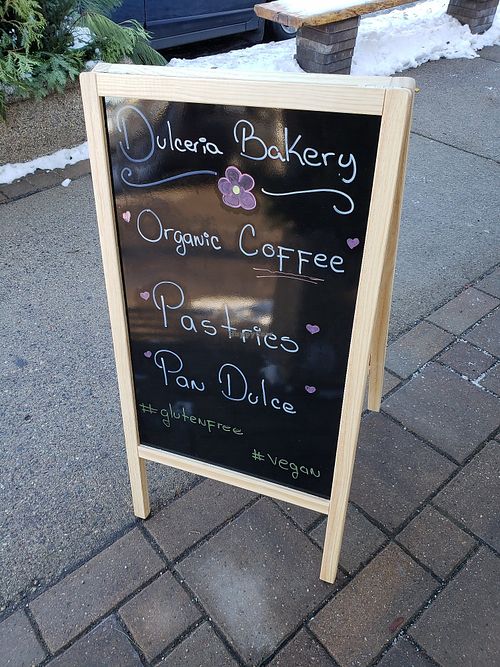 Dulceria Bakery
Organic Coffee
Pastries
Pan Dulce
#glutenfree
#vegan